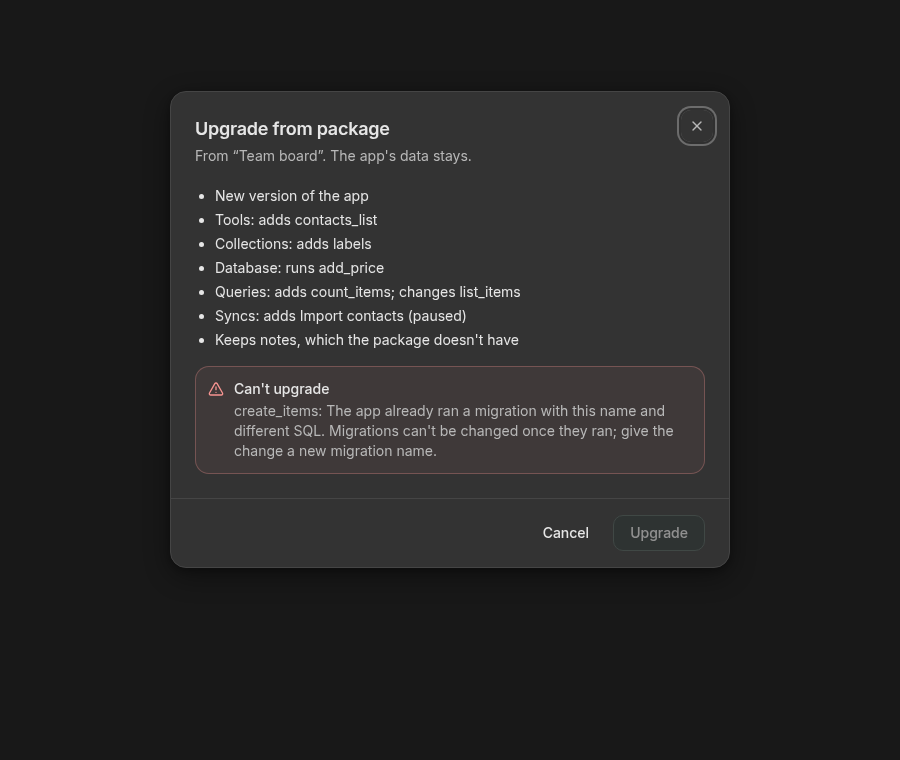 Upgrade from package
From “Team board”. The app's data stays.
• New version of the app
• Tools: adds contacts_list
• Collections: adds labels
• Database: runs add_price
• Queries: adds count_items; changes list_items
• Syncs: adds Import contacts (paused)
• Keeps notes, which the package doesn't have
Can't upgrade
create_items: The app already ran a migration with this name and
different SQL. Migrations can't be changed once they ran; give the
change a new migration name.
Cancel
Upgrade